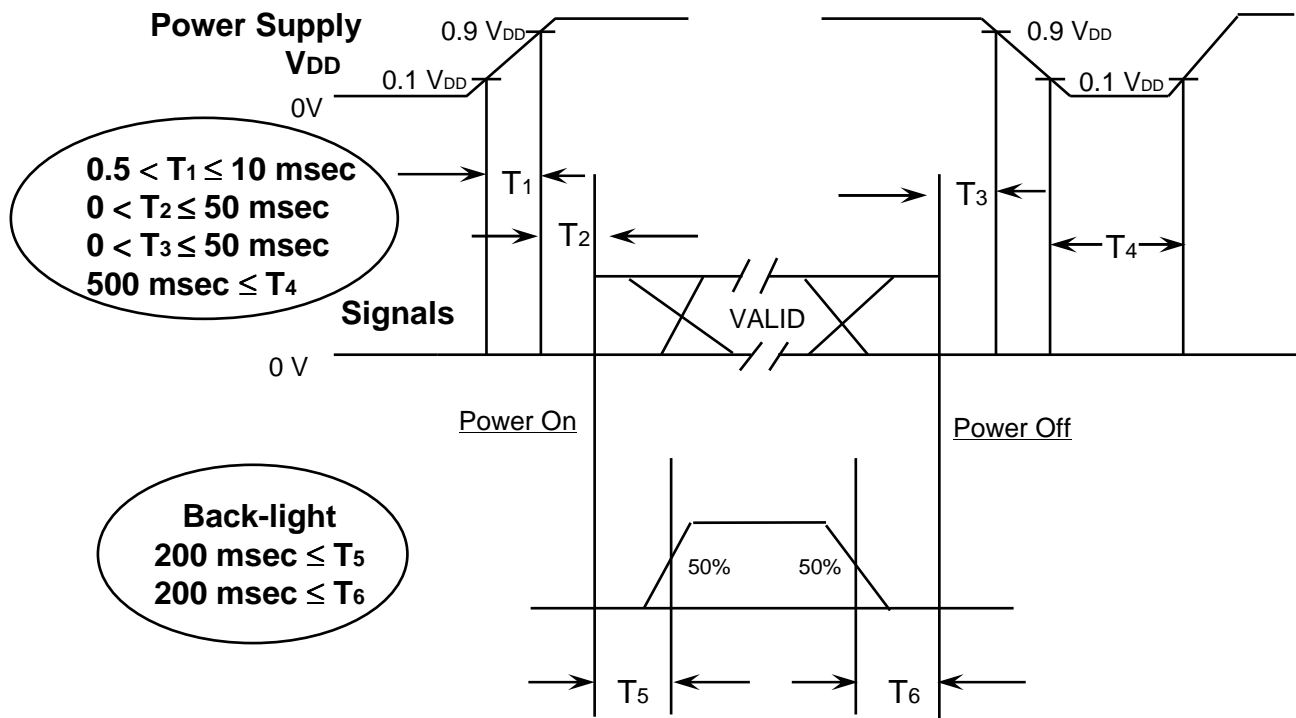 Power Supply
VDD
0.9 VDD
0.1 VDD
0V
0.9 VDD
0.1 VDD
0.5 < T1 ≤ 10 msec
0 < T2 ≤ 50 msec
0 < T3 ≤ 50 msec
500 msec ≤ T4
T1
T2
T3
T4
Signals
VALID
0 V
Power On
Power Off
Back-light
200 msec ≤ T5
200 msec ≤ T6
50%
50%
T5
T6